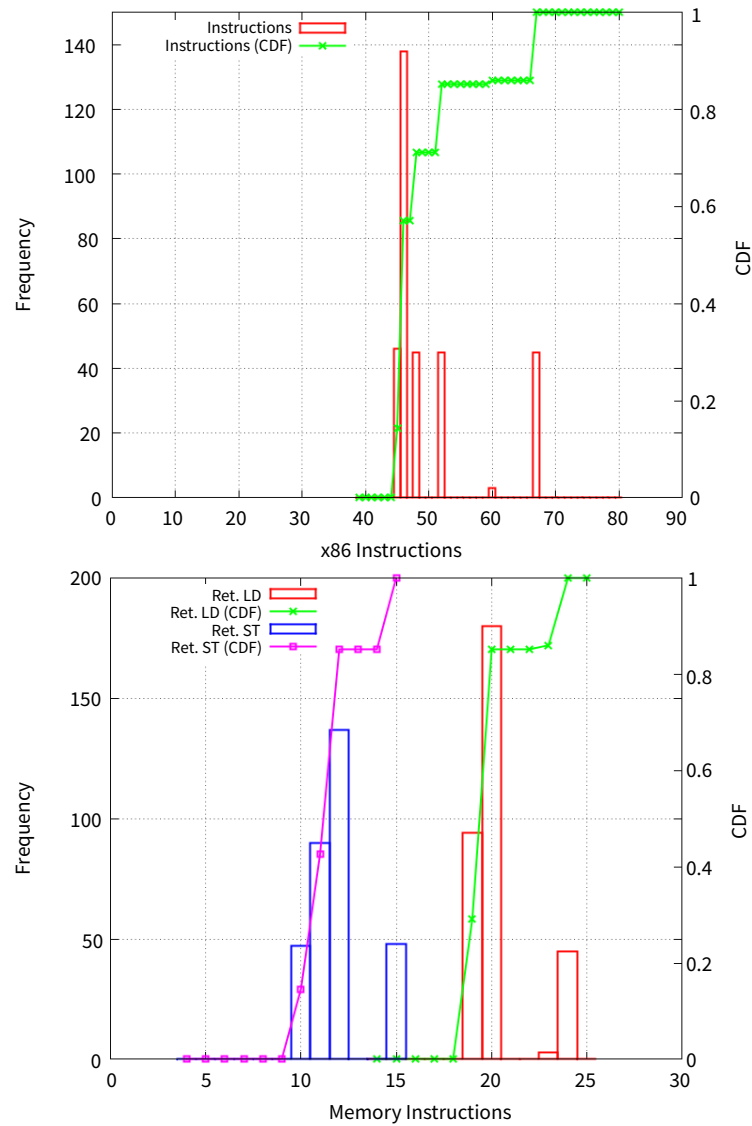 Instructions
Instructions (CDF)
140
120
100
80
60
40
20
0
Frequency
1
0.8
0.6
0.4
0.2
0
CDF
0 10 20 30 40 50 60 70 80 90
x86 Instructions
Ret. LD
Ret. LD (CDF)
Ret. ST
Ret. ST (CDF)
200
150
100
50
0
Frequency
1
0.8
0.6
0.4
0.2
0
CDF
0 5 10 15 20 25 30
Memory Instructions